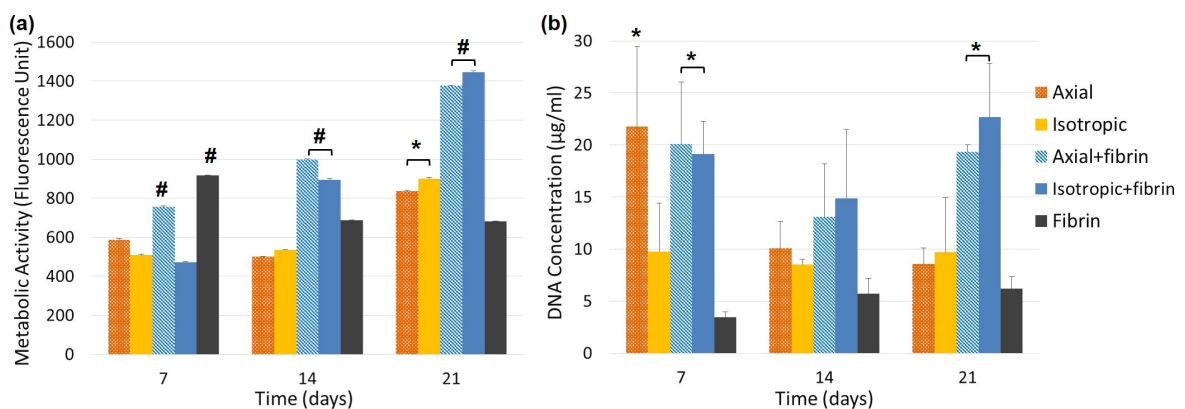 (a)
Metabolic Activity (Fluorescence Unit)
1600
1400
1200
1000
800
600
400
200
0
#
#
#
*
#
7 14 21
Time (days)
(b)
DNA Concentration (µg/ml)
30
25
20
15
10
5
0
*
*
*
7 14 21
Time (days)
Axial
Isotropic
Axial+fibrin
Isotropic+fibrin
Fibrin